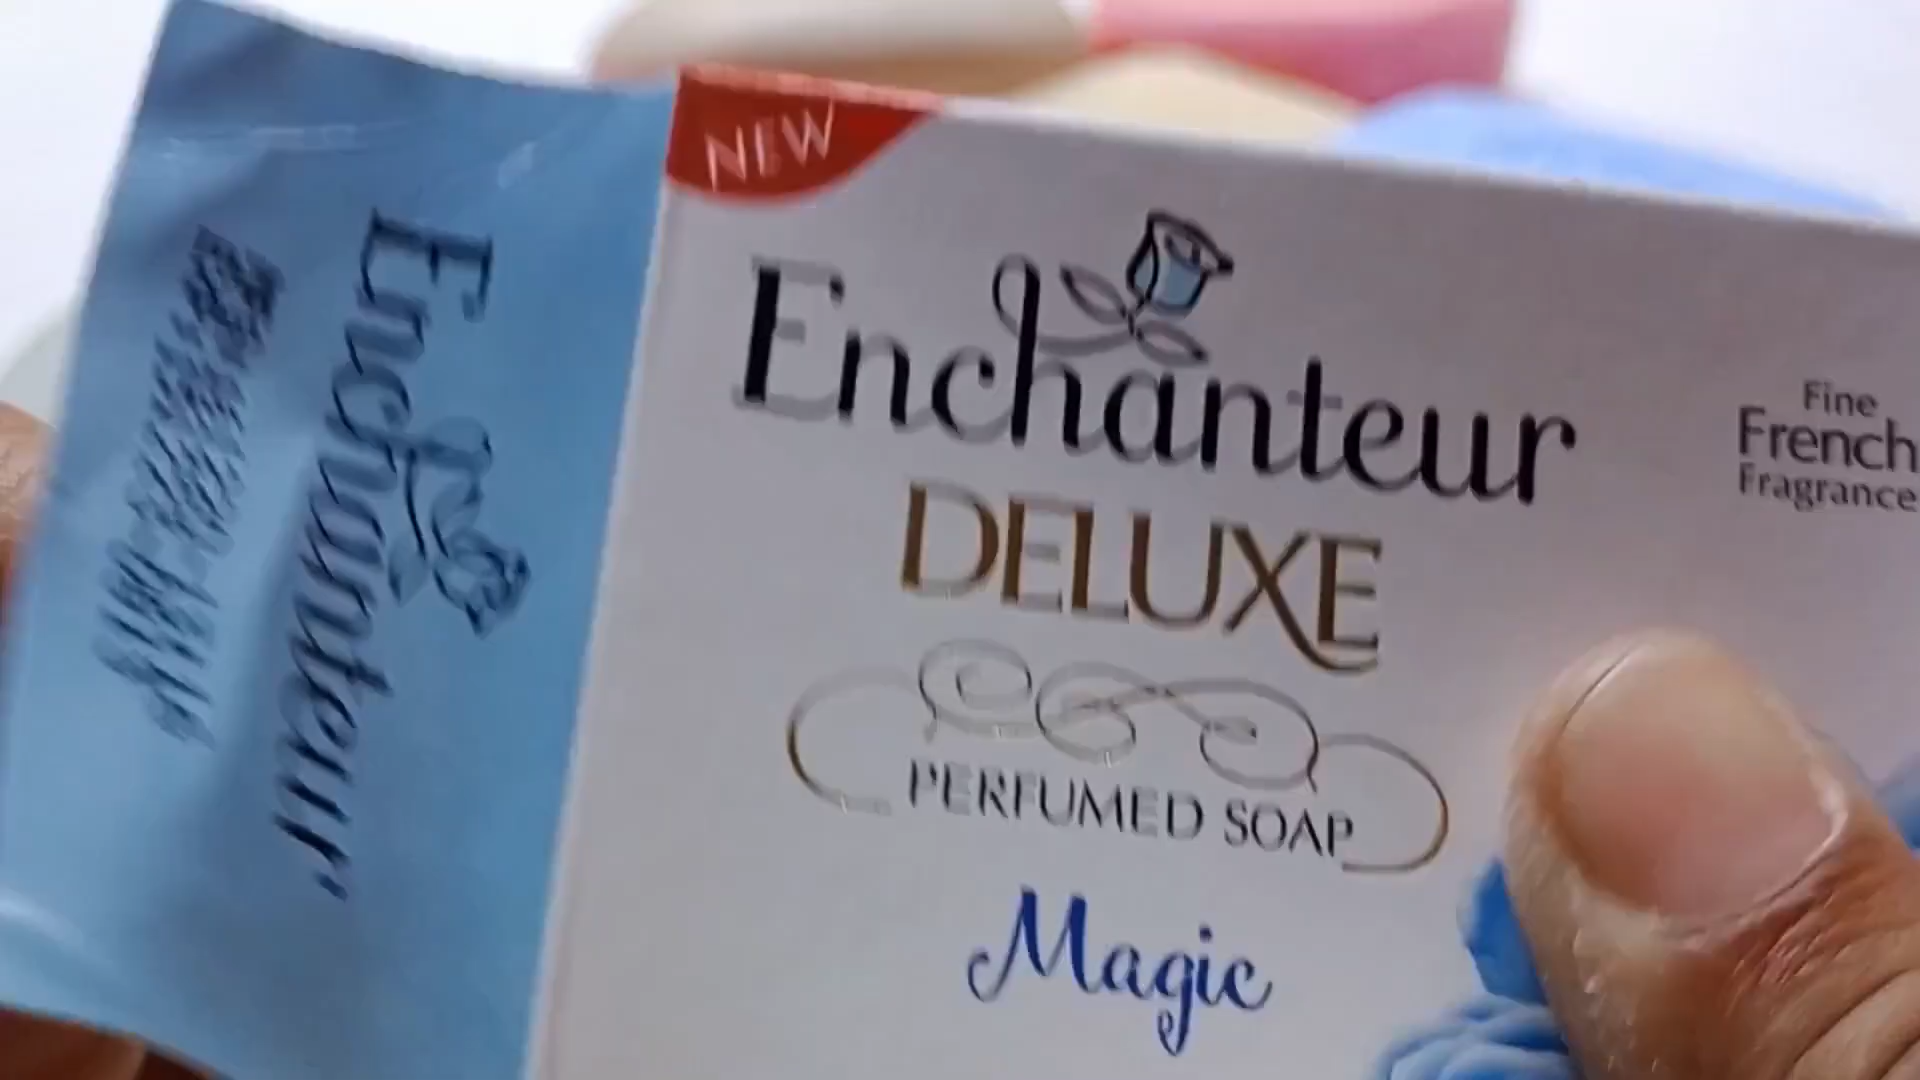 NEW
Enchanteur
DELUXE
PERFUMED SOAP
Magic
Fine
French
Fragrance
Enchanteur